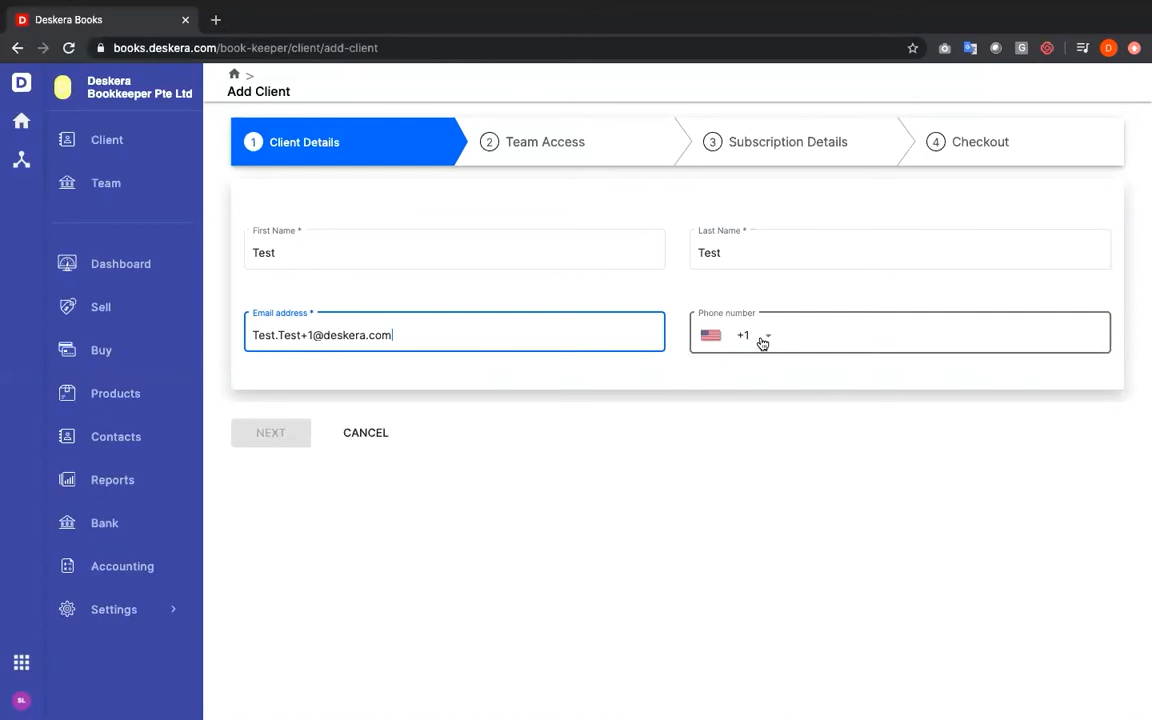 D Deskera Books
books.deskera.com/book-keeper/client/add-client
G
D
D
Deskera
Bookkeeper Pte Ltd
Client
Team
Dashboard
Sell
Buy
Products
Contacts
Reports
Bank
Accounting
Settings
SL
>
Add Client
1 Client Details
2 Team Access
3 Subscription Details
4 Checkout
First Name *
Test
Last Name *
Test
Email address *
Test.Test+1@deskera.com
Phone number
+1
NEXT
CANCEL